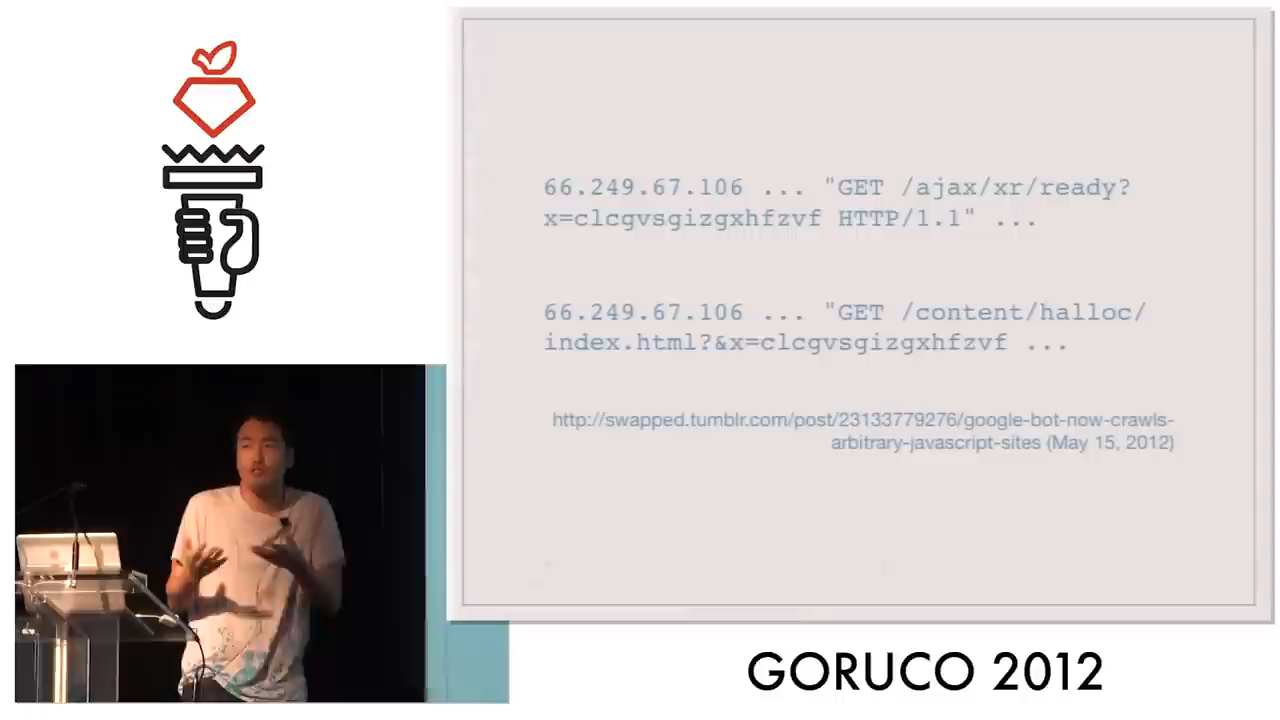 66.249.67.106 ... "GET /ajax/xr/ready?
x=clcgvsgizgxhfzvf HTTP/1.1" ...
66.249.67.106 ... "GET /content/halloc/
index.html?&x=clcgvsgizgxhfzvf ...
http://swapped.tumblr.com/post/23133779276/google-bot-now-crawls-
arbitrary-javascript-sites (May 15, 2012)
GORUCO 2012